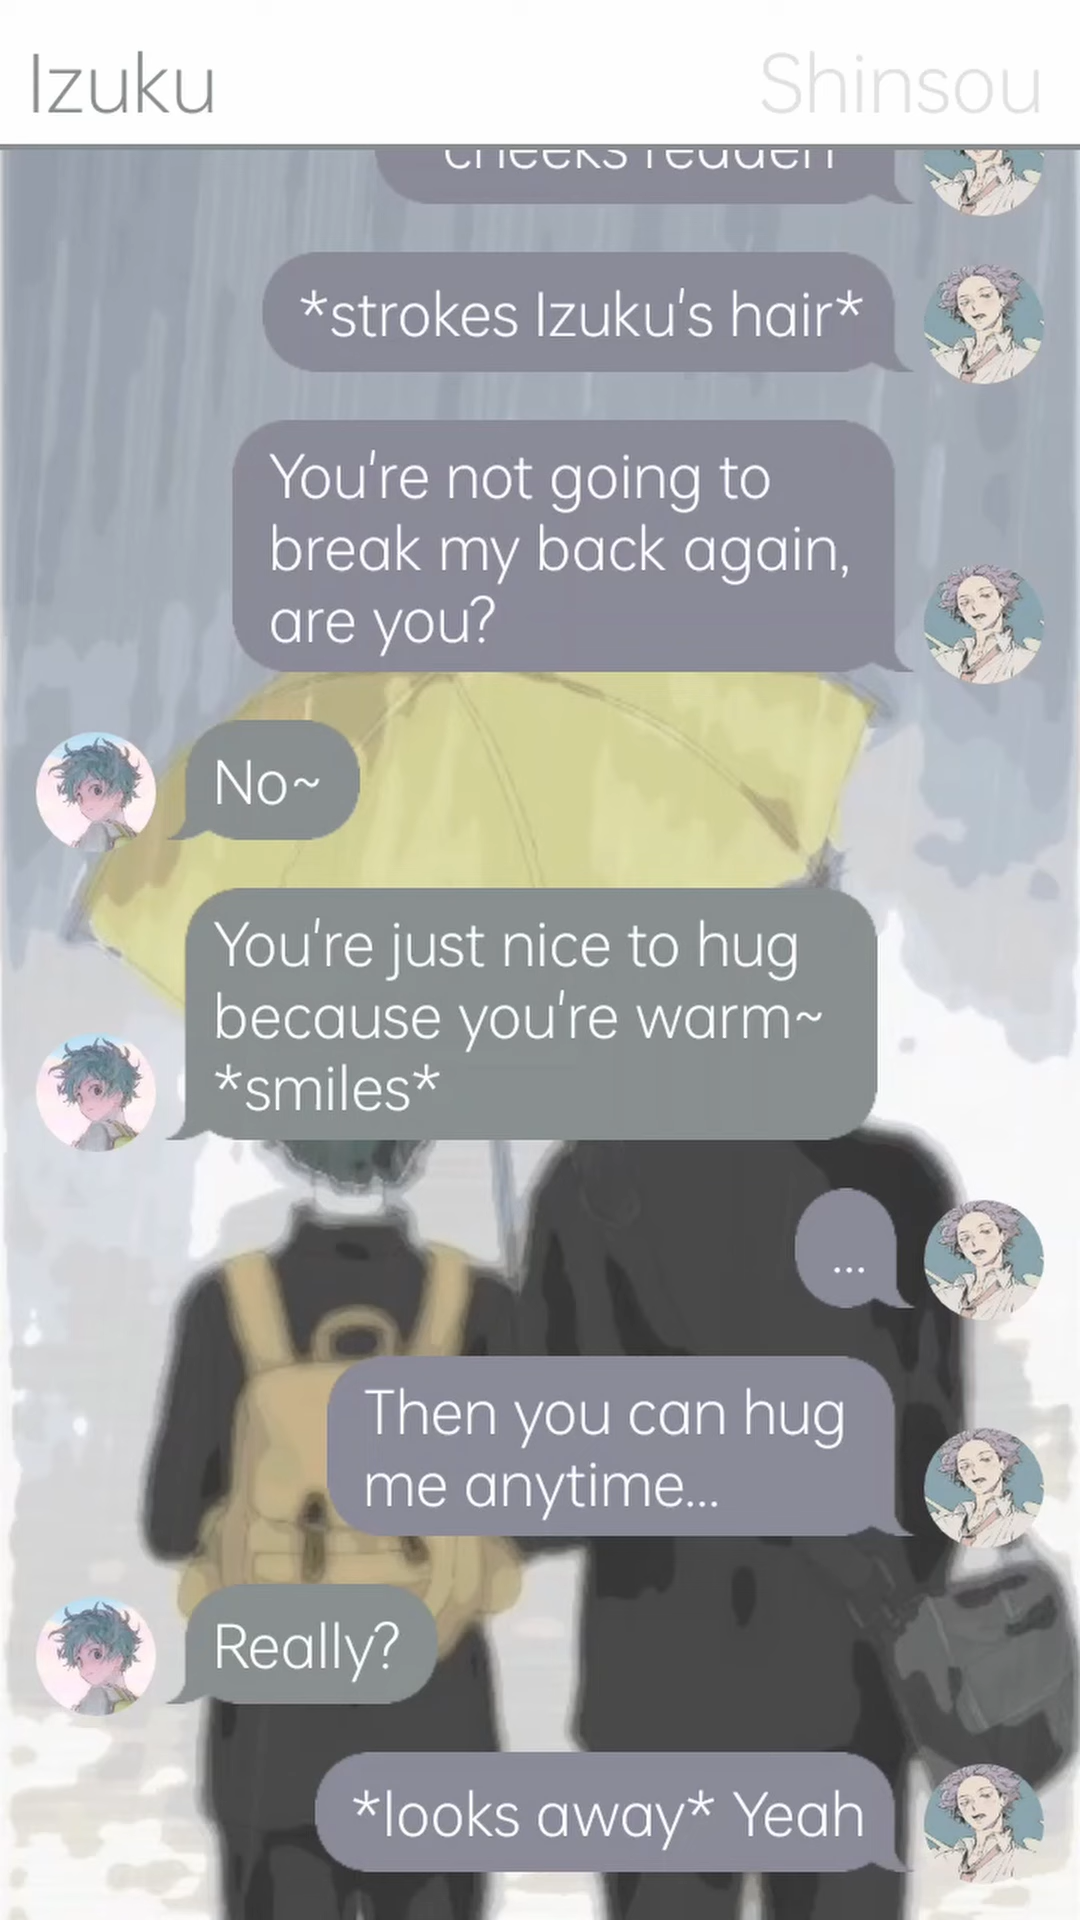 Izuku
Shinsou
cheeks redden
*strokes Izuku's hair*
You're not going to
break my back again,
are you?
No~
You're just nice to hug
because you're warm~
*smiles*
...
Then you can hug
me anytime...
Really?
*looks away* Yeah